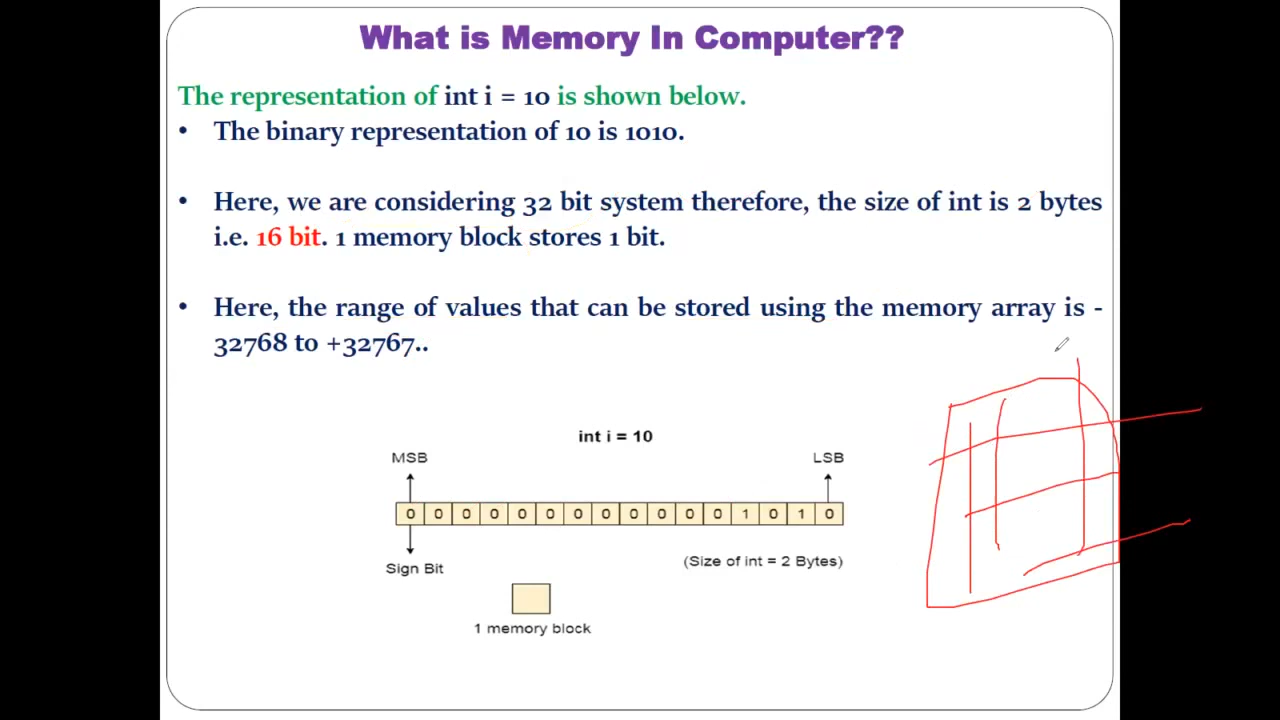 What is Memory In Computer??
The representation of int i = 10 is shown below.
• The binary representation of 10 is 1010.
• Here, we are considering 32 bit system therefore, the size of int is 2 bytes
i.e. 16 bit. 1 memory block stores 1 bit.
• Here, the range of values that can be stored using the memory array is -
32768 to +32767..
int i = 10
MSB LSB
0 0 0 0 0 0 0 0 0 0 0 0 1 0 1 0
Sign Bit (Size of int = 2 Bytes)
1 memory block